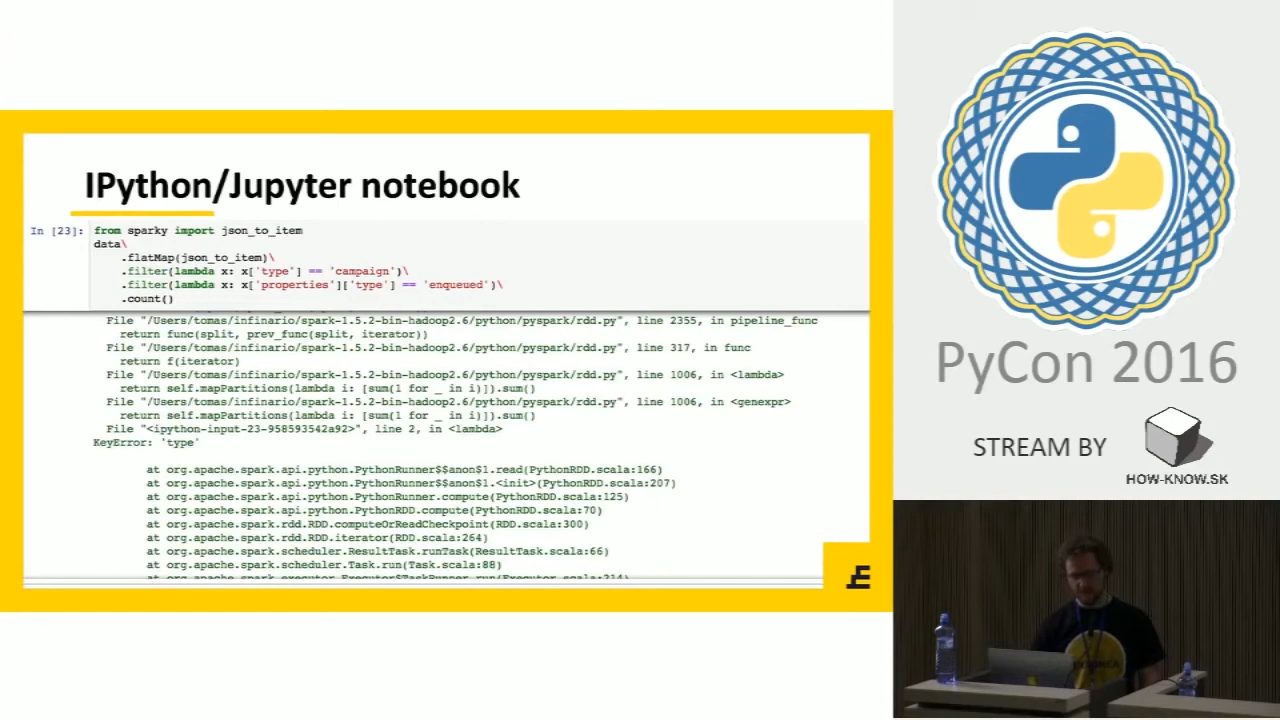 IPython/Jupyter notebook
In [23]: from sparky import json_to_item
data\
.flatMap(json_to_item)\
.filter(lambda x: x['type'] == 'campaign')\
.filter(lambda x: x['properties']['type'] == 'enqueued')\
.count()
File "/Users/tomas/infinario/spark-1.5.2-bin-hadoop2.6/python/pyspark/rdd.py", line 2355, in pipeline_func
return func(split, prev_func(split, iterator))
File "/Users/tomas/infinario/spark-1.5.2-bin-hadoop2.6/python/pyspark/rdd.py", line 317, in func
return f(iterator)
File "/Users/tomas/infinario/spark-1.5.2-bin-hadoop2.6/python/pyspark/rdd.py", line 1006, in <lambda>
return self.mapPartitions(lambda i: [sum(1 for _ in i)]).sum()
File "/Users/tomas/infinario/spark-1.5.2-bin-hadoop2.6/python/pyspark/rdd.py", line 1006, in <genexpr>
return self.mapPartitions(lambda i: [sum(1 for _ in i)]).sum()
File "<ipython-input-23-958593542a92>", line 2, in <lambda>
KeyError: 'type'
at org.apache.spark.api.python.PythonRunner$$anon$1.read(PythonRDD.scala:166)
at org.apache.spark.api.python.PythonRunner$$anon$1.<init>(PythonRDD.scala:207)
at org.apache.spark.api.python.PythonRunner.compute(PythonRDD.scala:125)
at org.apache.spark.api.python.PythonRDD.compute(PythonRDD.scala:70)
at org.apache.spark.rdd.RDD.computeOrReadCheckpoint(RDD.scala:300)
at org.apache.spark.rdd.RDD.iterator(RDD.scala:264)
at org.apache.spark.scheduler.ResultTask.runTask(ResultTask.scala:66)
at org.apache.spark.scheduler.Task.run(Task.scala:88)
at org.apache.spark.executor.Executor$TaskRunner.run(Executor.scala:214)
PyCon 2016
STREAM BY
HOW-KNOW.SK